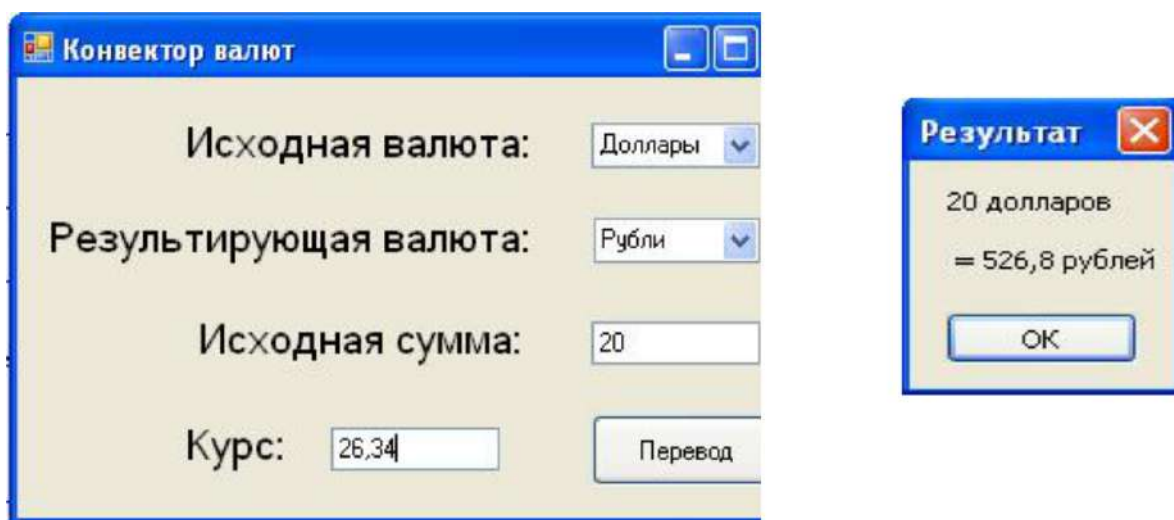 Конвектор валют
Исходная валюта: Доллары
Результирующая валюта: Рубли
Исходная сумма: 20
Курс: 26,34 Перевод
Результат
20 долларов
= 526,8 рублей
OK